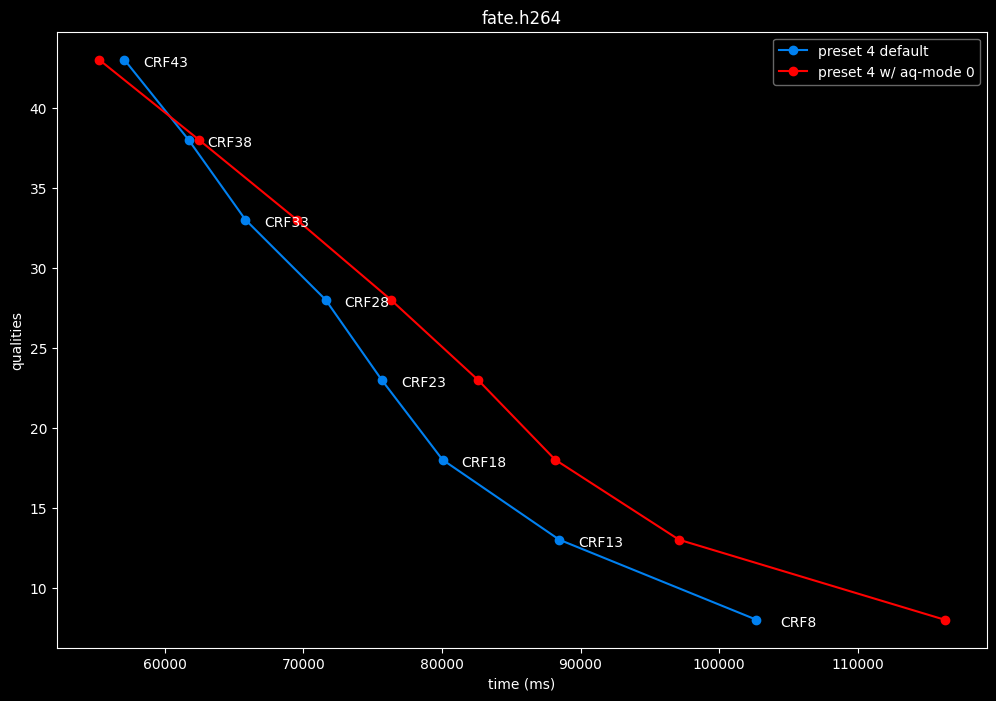 fate.h264
preset 4 default
preset 4 w/ aq-mode 0
CRF43
CRF38
CRF33
CRF28
CRF23
CRF18
CRF13
CRF8
qualities
40
35
30
25
20
15
10
60000 70000 80000 90000 100000 110000
time (ms)